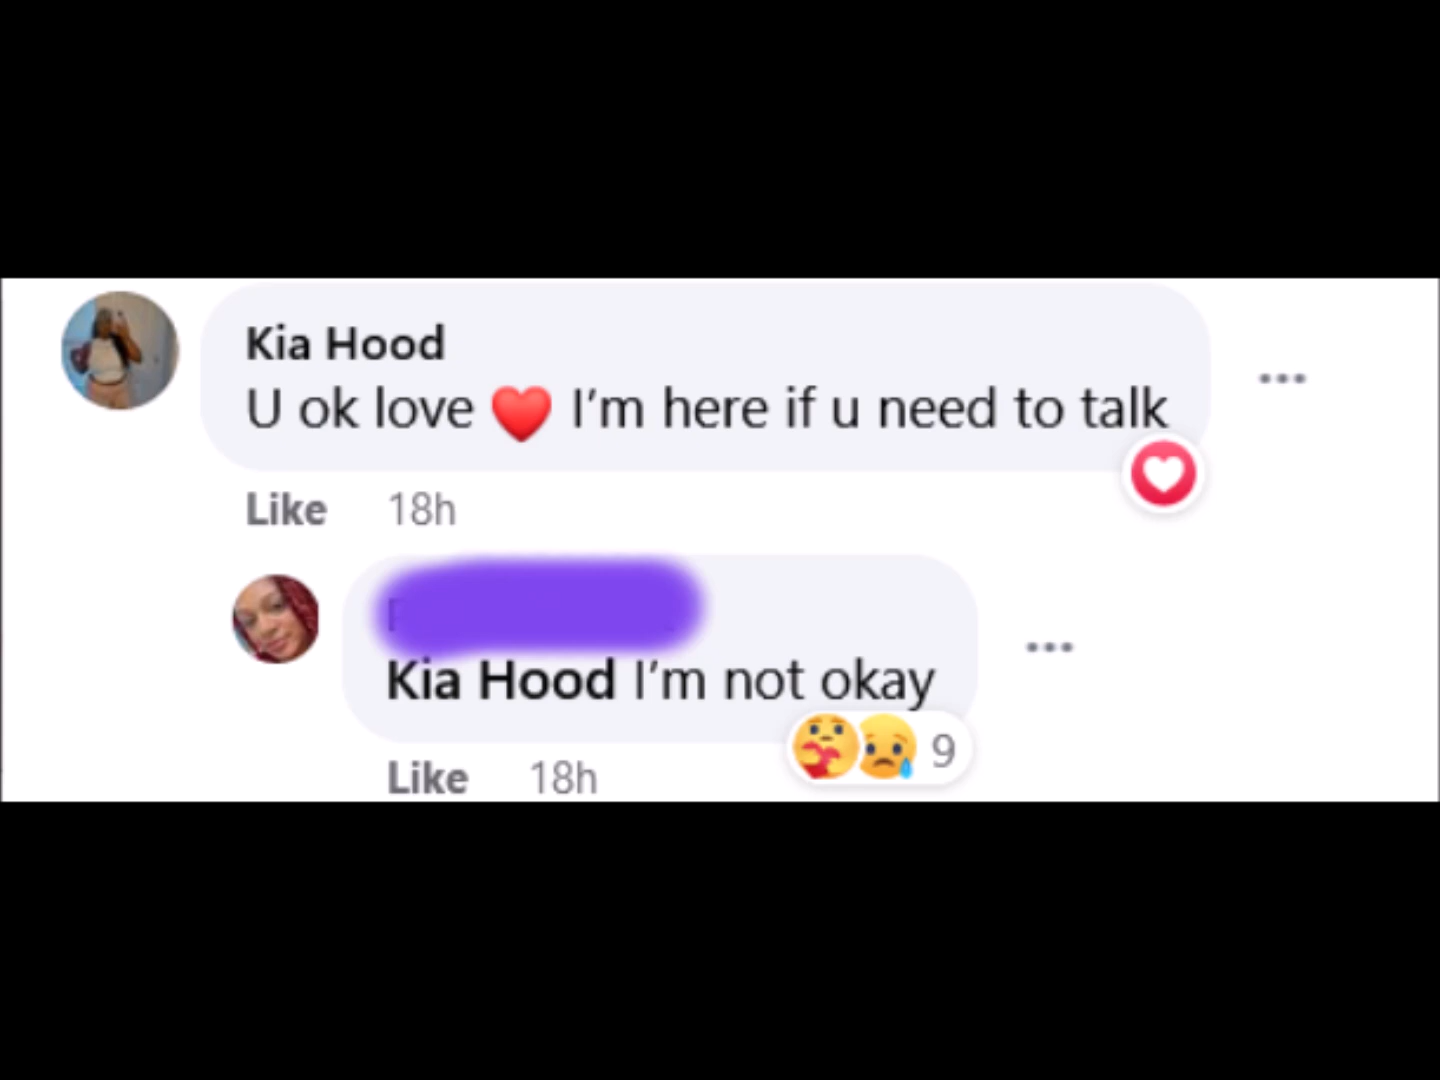 Kia Hood
U ok love ❤️ I'm here if u need to talk
Like 18h
Kia Hood I'm not okay
9
Like 18h